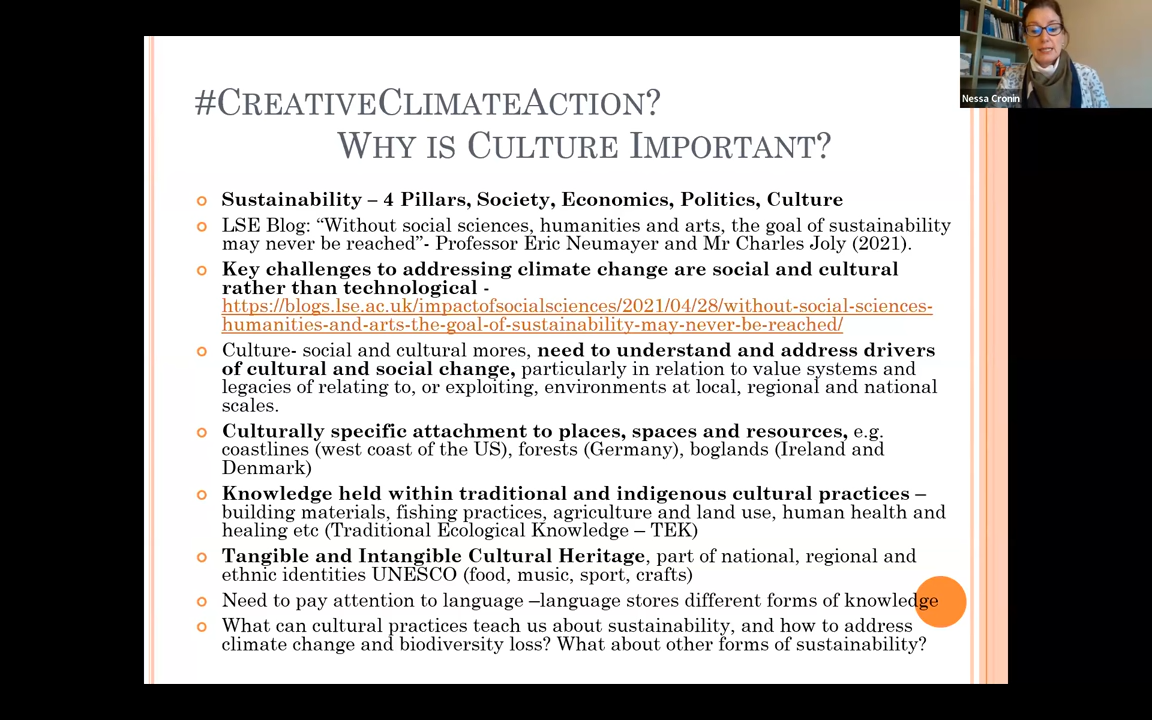 #CreativeClimateAction?
Why is Culture Important?
Sustainability – 4 Pillars, Society, Economics, Politics, Culture
LSE Blog: “Without social sciences, humanities and arts, the goal of sustainability
may never be reached”- Professor Eric Neumayer and Mr Charles Joly (2021).
Key challenges to addressing climate change are social and cultural
rather than technological -
https://blogs.lse.ac.uk/impactofsocialsciences/2021/04/28/without-social-sciences-
humanities-and-arts-the-goal-of-sustainability-may-never-be-reached/
Culture- social and cultural mores, need to understand and address drivers
of cultural and social change, particularly in relation to value systems and
legacies of relating to, or exploiting, environments at local, regional and national
scales.
Culturally specific attachment to places, spaces and resources, e.g.
coastlines (west coast of the US), forests (Germany), boglands (Ireland and
Denmark)
Knowledge held within traditional and indigenous cultural practices –
building materials, fishing practices, agriculture and land use, human health and
healing etc (Traditional Ecological Knowledge – TEK)
Tangible and Intangible Cultural Heritage, part of national, regional and
ethnic identities UNESCO (food, music, sport, crafts)
Need to pay attention to language –language stores different forms of knowledge
What can cultural practices teach us about sustainability, and how to address
climate change and biodiversity loss? What about other forms of sustainability?
Nessa Cronin